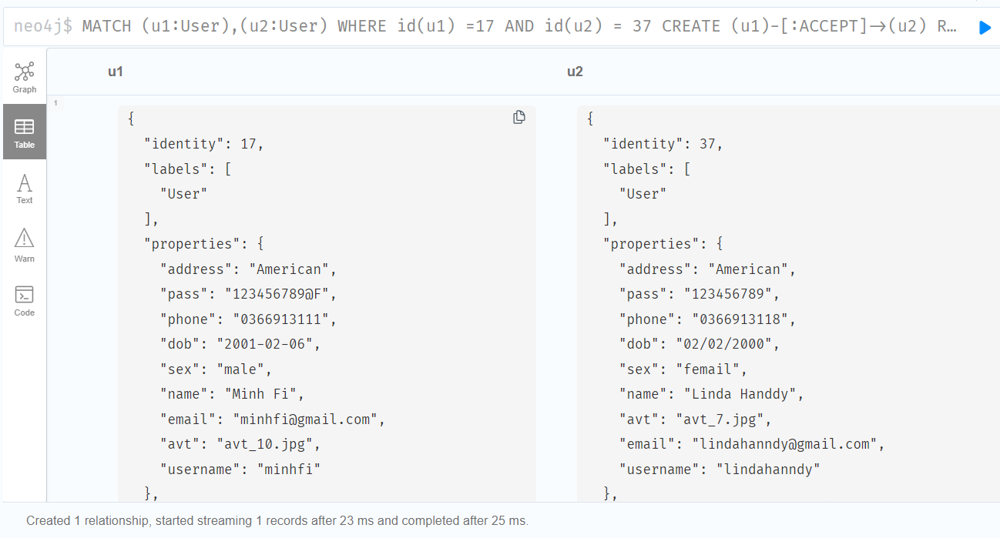 neo4j$ MATCH (u1:User),(u2:User) WHERE id(u1) =17 AND id(u2) = 37 CREATE (u1)-[:ACCEPT]→(u2) R…
Graph
Table
Text
Warn
Code
u1
1
{
"identity": 17,
"labels": [
"User"
],
"properties": {
"address": "American",
"pass": "123456789@F",
"phone": "0366913111",
"dob": "2001-02-06",
"sex": "male",
"name": "Minh Fi",
"email": "minhfi@gmail.com",
"avt": "avt_10.jpg",
"username": "minhfi"
},
u2
{
"identity": 37,
"labels": [
"User"
],
"properties": {
"address": "American",
"pass": "123456789",
"phone": "0366913118",
"dob": "02/02/2000",
"sex": "femail",
"name": "Linda Handdy",
"avt": "avt_7.jpg",
"email": "lindahanndy@gmail.com",
"username": "lindahanndy"
},
Created 1 relationship, started streaming 1 records after 23 ms and completed after 25 ms.